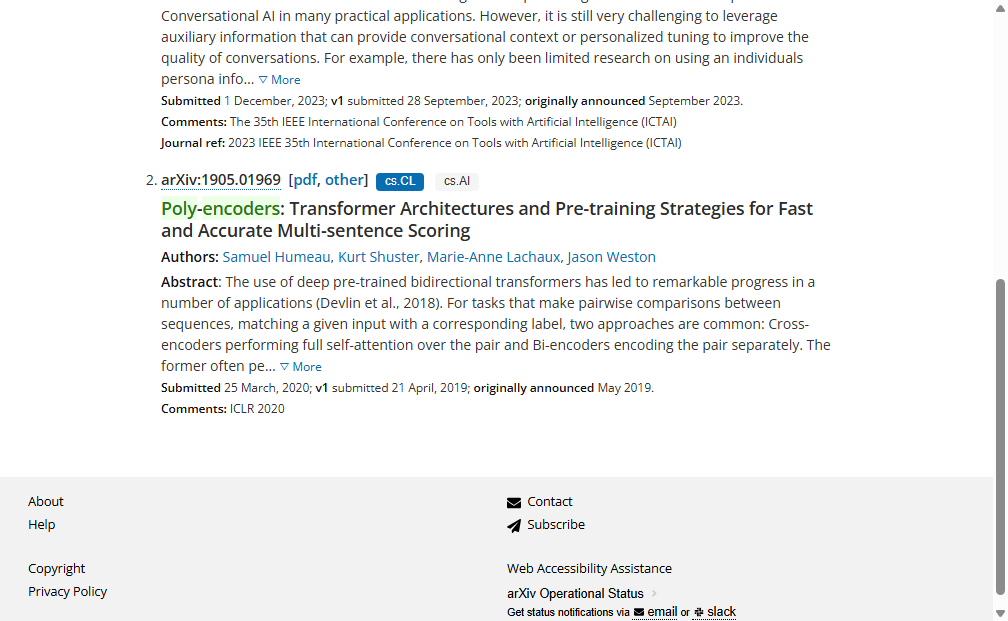 Conversational AI in many practical applications. However, it is still very challenging to leverage
auxiliary information that can provide conversational context or personalized tuning to improve the
quality of conversations. For example, there has only been limited research on using an individuals
persona info... ▽ More
Submitted 1 December, 2023; v1 submitted 28 September, 2023; originally announced September 2023.
Comments: The 35th IEEE International Conference on Tools with Artificial Intelligence (ICTAI)
Journal ref: 2023 IEEE 35th International Conference on Tools with Artificial Intelligence (ICTAI)
2. arXiv:1905.01969 [pdf, other] cs.CL cs.AI
Poly-encoders: Transformer Architectures and Pre-training Strategies for Fast
and Accurate Multi-sentence Scoring
Authors: Samuel Humeau, Kurt Shuster, Marie-Anne Lachaux, Jason Weston
Abstract: The use of deep pre-trained bidirectional transformers has led to remarkable progress in a
number of applications (Devlin et al., 2018). For tasks that make pairwise comparisons between
sequences, matching a given input with a corresponding label, two approaches are common: Cross-
encoders performing full self-attention over the pair and Bi-encoders encoding the pair separately. The
former often pe... ▽ More
Submitted 25 March, 2020; v1 submitted 21 April, 2019; originally announced May 2019.
Comments: ICLR 2020
About
Help
Contact
Subscribe
Copyright
Privacy Policy
Web Accessibility Assistance
arXiv Operational Status
Get status notifications via email or slack